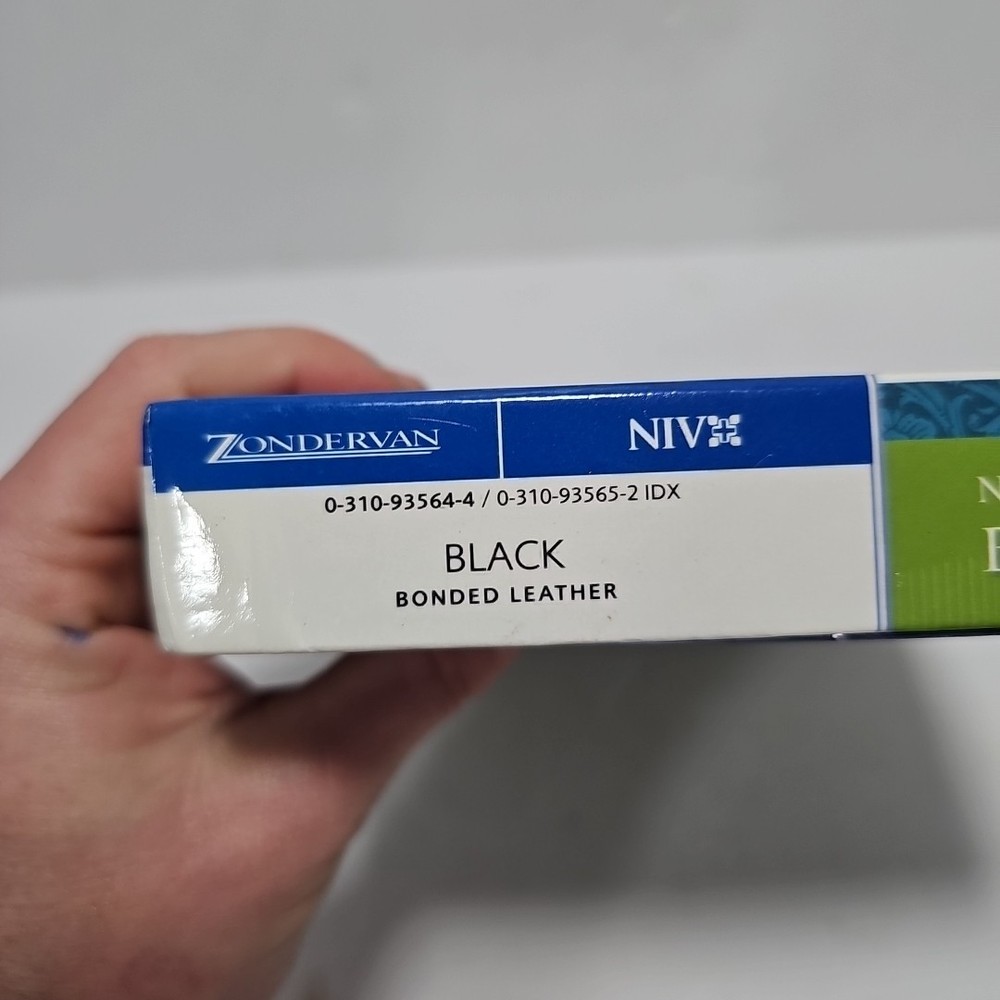 ZONDERVAN
NIV
0-310-93564-4 / 0-310-93565-2 IDX
BLACK
BONDED LEATHER